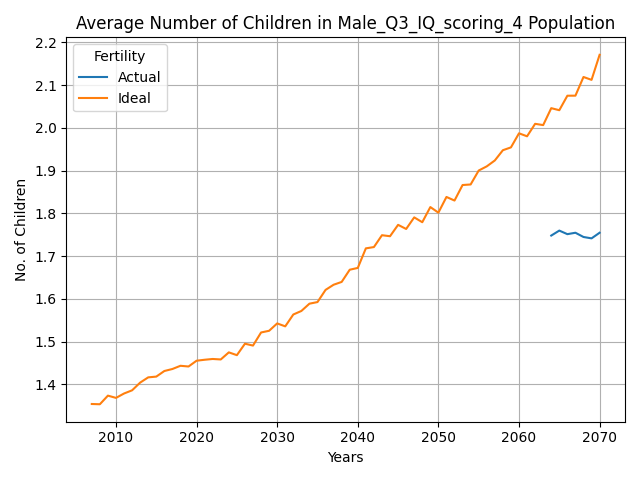 Average Number of Children in Male_Q3_IQ_scoring_4 Population
Fertility
Actual
Ideal
No. of Children
2.2
2.1
2.0
1.9
1.8
1.7
1.6
1.5
1.4
2010 2020 2030 2040 2050 2060 2070
Years